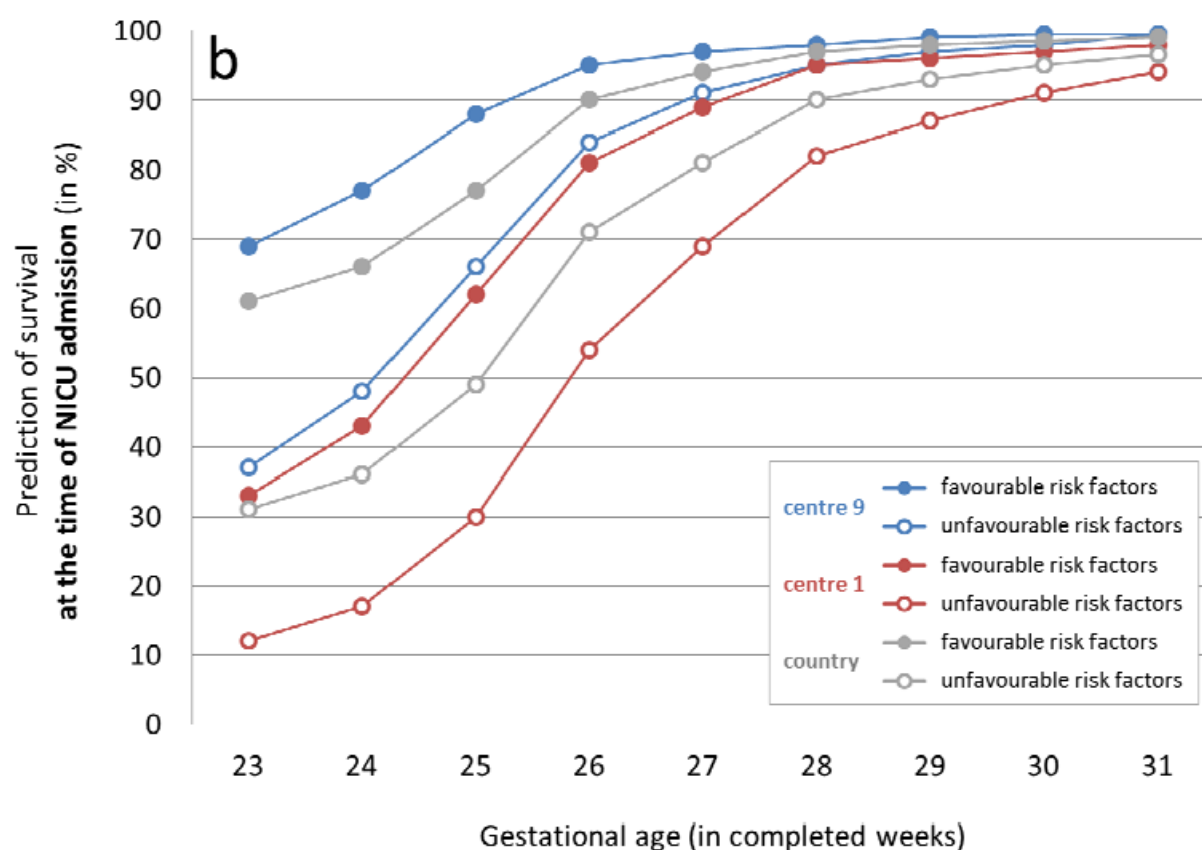 b
Prediction of survival
at the time of NICU admission (in %)
100
90
80
70
60
50
40
30
20
10
0
23 24 25 26 27 28 29 30 31
Gestational age (in completed weeks)
centre 9
favourable risk factors
unfavourable risk factors
centre 1
favourable risk factors
unfavourable risk factors
country
favourable risk factors
unfavourable risk factors